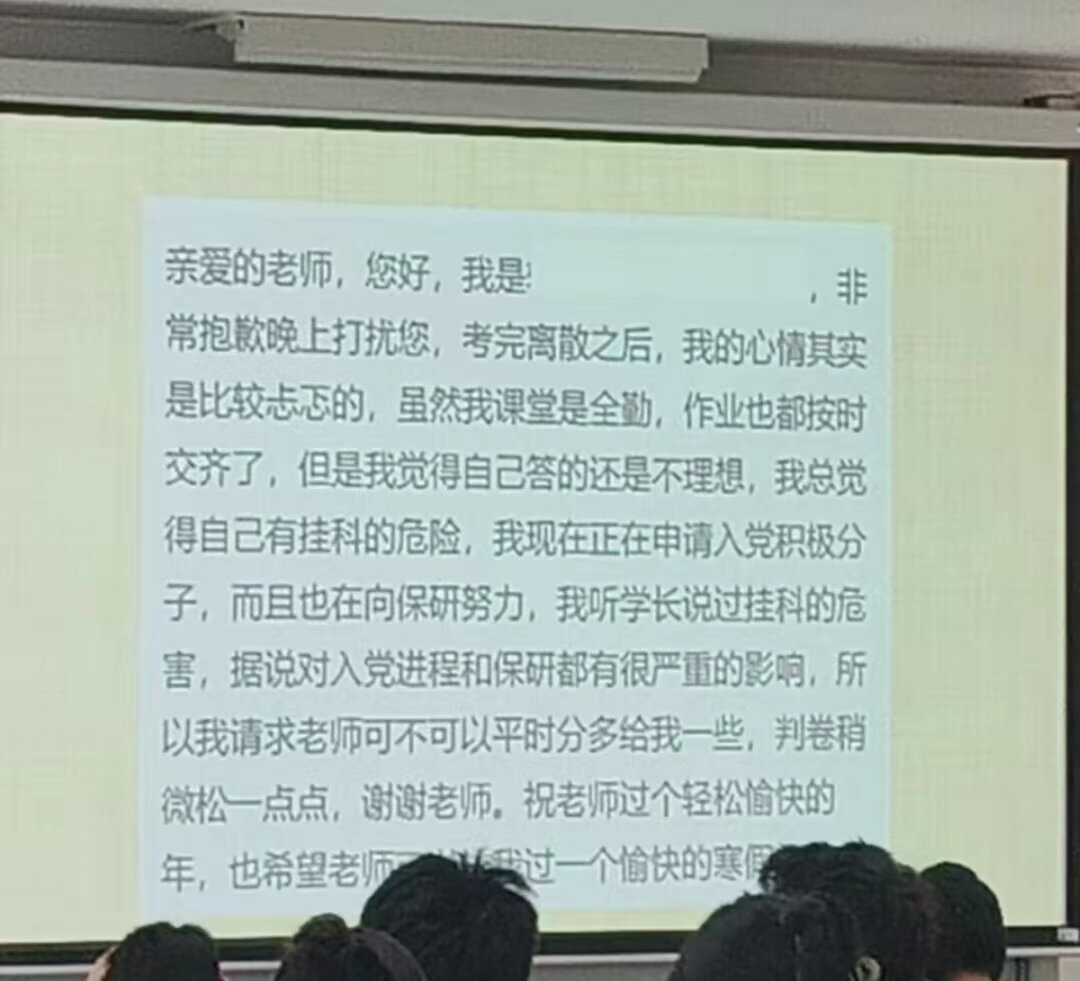 亲爱的老师，您好，我是 ，非
常抱歉晚上打扰您，考完离散之后，我的心情其实
是比较忐忑的，虽然我课堂是全勤，作业也都按时
交齐了，但是我觉得自己答的还是不理想，我总觉
得自己有挂科的危险，我现在正在申请入党积极分
子，而且也在向保研努力，我听学长说过挂科的危
害，据说对入党进程和保研都有很严重的影响，所
以我请求老师可不可以平时分多给我一些，判卷稍
微松一点点，谢谢老师。祝老师过个轻松愉快的
年，也希望老师 我过一个愉快的寒假